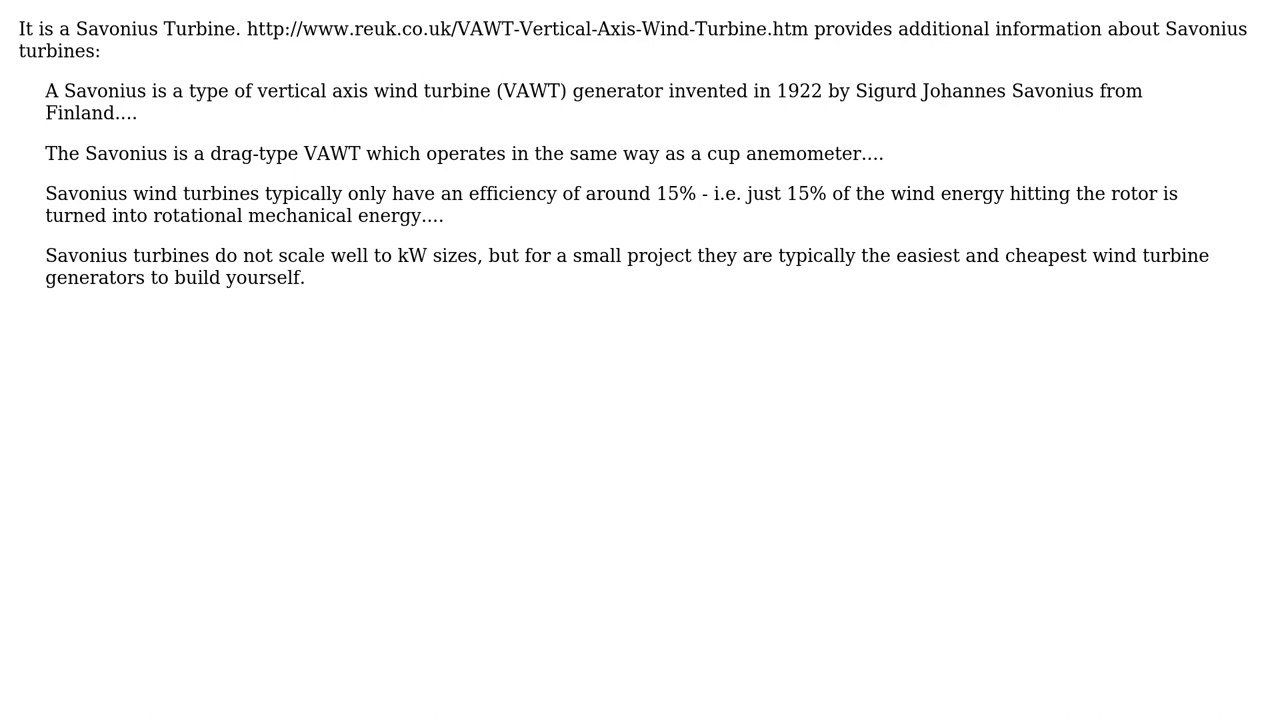 It is a Savonius Turbine. http://www.reuk.co.uk/VAWT-Vertical-Axis-Wind-Turbine.htm provides additional information about Savonius
turbines:
A Savonius is a type of vertical axis wind turbine (VAWT) generator invented in 1922 by Sigurd Johannes Savonius from
Finland....
The Savonius is a drag-type VAWT which operates in the same way as a cup anemometer....
Savonius wind turbines typically only have an efficiency of around 15% - i.e. just 15% of the wind energy hitting the rotor is
turned into rotational mechanical energy....
Savonius turbines do not scale well to kW sizes, but for a small project they are typically the easiest and cheapest wind turbine
generators to build yourself.